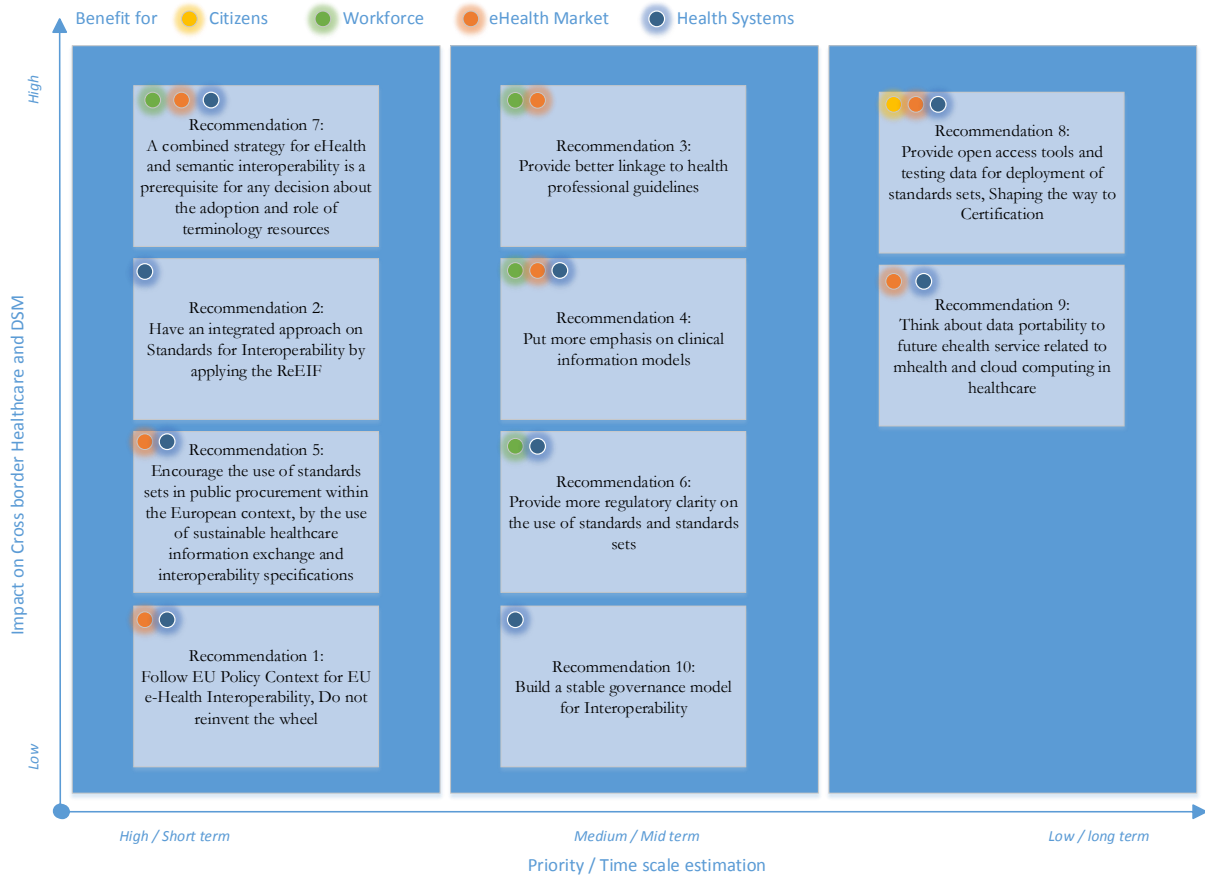 Benefit for Citizens Workforce eHealth Market Health Systems
Impact on Cross border Healthcare and DSM
High
Low
Recommendation 7:
A combined strategy for eHealth
and semantic interoperability is a
prerequisite for any decision about
the adoption and role of
terminology resources
Recommendation 2:
Have an integrated approach on
Standards for Interoperability by
applying the ReEIF
Recommendation 5:
Encourage the use of standards
sets in public procurement within
the European context, by the use
of sustainable healthcare
information exchange and
interoperability specifications
Recommendation 1:
Follow EU Policy Context for EU
e-Health Interoperability, Do not
reinvent the wheel
Recommendation 3:
Provide better linkage to health
professional guidelines
Recommendation 4:
Put more emphasis on clinical
information models
Recommendation 6:
Provide more regulatory clarity on
the use of standards and standards
sets
Recommendation 10:
Build a stable governance model
for Interoperability
Recommendation 8:
Provide open access tools and
testing data for deployment of
standards sets, Shaping the way to
Certification
Recommendation 9:
Think about data portability to
future ehealth service related to
mhealth and cloud computing in
healthcare
High / Short term
Medium / Mid term
Low / long term
Priority / Time scale estimation